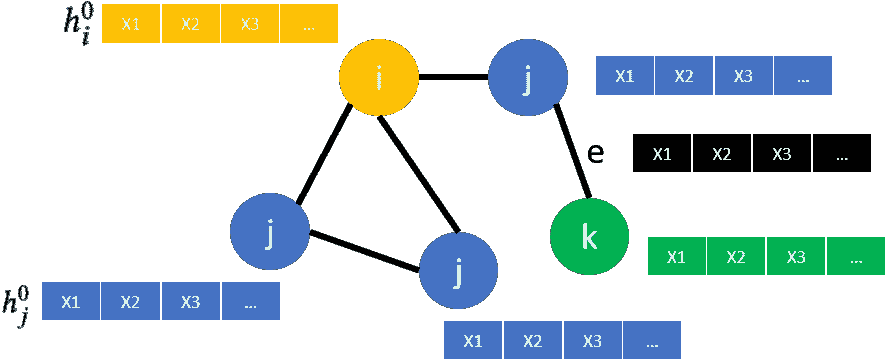 h_i^0 X1 X2 X3 ...
i
j
X1 X2 X3 ...
e
X1 X2 X3 ...
j
j
k
X1 X2 X3 ...
h_j^0 X1 X2 X3 ...
X1 X2 X3 ...